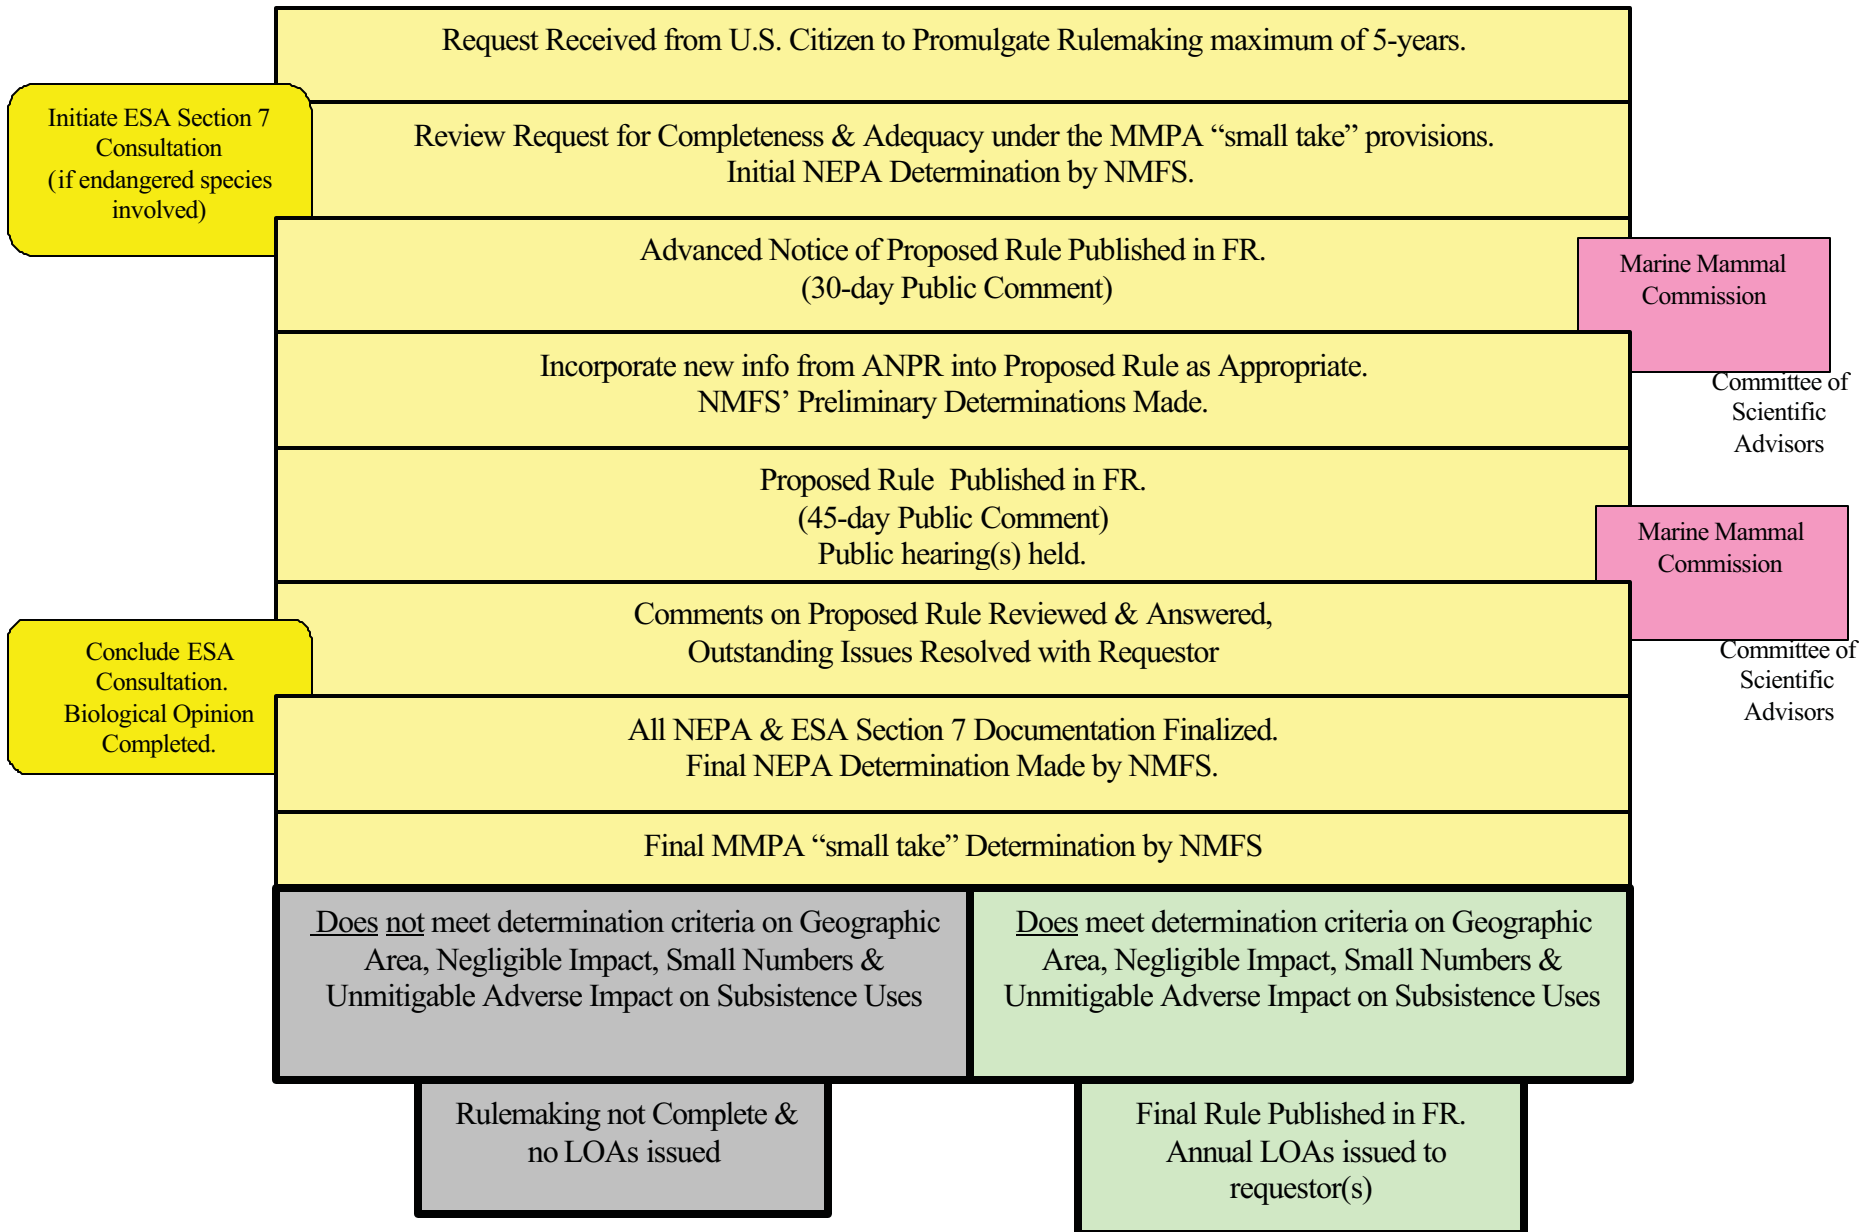 Request Received from U.S. Citizen to Promulgate Rulemaking maximum of 5-years.
Initiate ESA Section 7
Consultation
(if endangered species
involved)
Review Request for Completeness & Adequacy under the MMPA “small take” provisions.
Initial NEPA Determination by NMFS.
Advanced Notice of Proposed Rule Published in FR.
(30-day Public Comment)
Marine Mammal
Commission
Committee of
Scientific
Advisors
Incorporate new info from ANPR into Proposed Rule as Appropriate.
NMFS’ Preliminary Determinations Made.
Proposed Rule Published in FR.
(45-day Public Comment)
Public hearing(s) held.
Marine Mammal
Commission
Committee of
Scientific
Advisors
Comments on Proposed Rule Reviewed & Answered,
Outstanding Issues Resolved with Requestor
Conclude ESA
Consultation.
Biological Opinion
Completed.
All NEPA & ESA Section 7 Documentation Finalized.
Final NEPA Determination Made by NMFS.
Final MMPA “small take” Determination by NMFS
Does not meet determination criteria on Geographic
Area, Negligible Impact, Small Numbers &
Unmitigable Adverse Impact on Subsistence Uses
Does meet determination criteria on Geographic
Area, Negligible Impact, Small Numbers &
Unmitigable Adverse Impact on Subsistence Uses
Rulemaking not Complete &
no LOAs issued
Final Rule Published in FR.
Annual LOAs issued to
requestor(s)